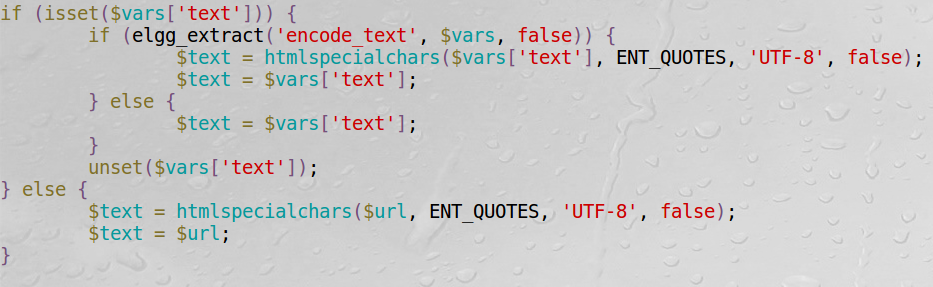 if (isset($vars['text'])) {
        if (elgg_extract('encode_text', $vars, false)) {
                $text = htmlspecialchars($vars['text'], ENT_QUOTES, 'UTF-8', false);
                $text = $vars['text'];
        } else {
                $text = $vars['text'];
        }
        unset($vars['text']);
} else {
        $text = htmlspecialchars($url, ENT_QUOTES, 'UTF-8', false);
        $text = $url;
}